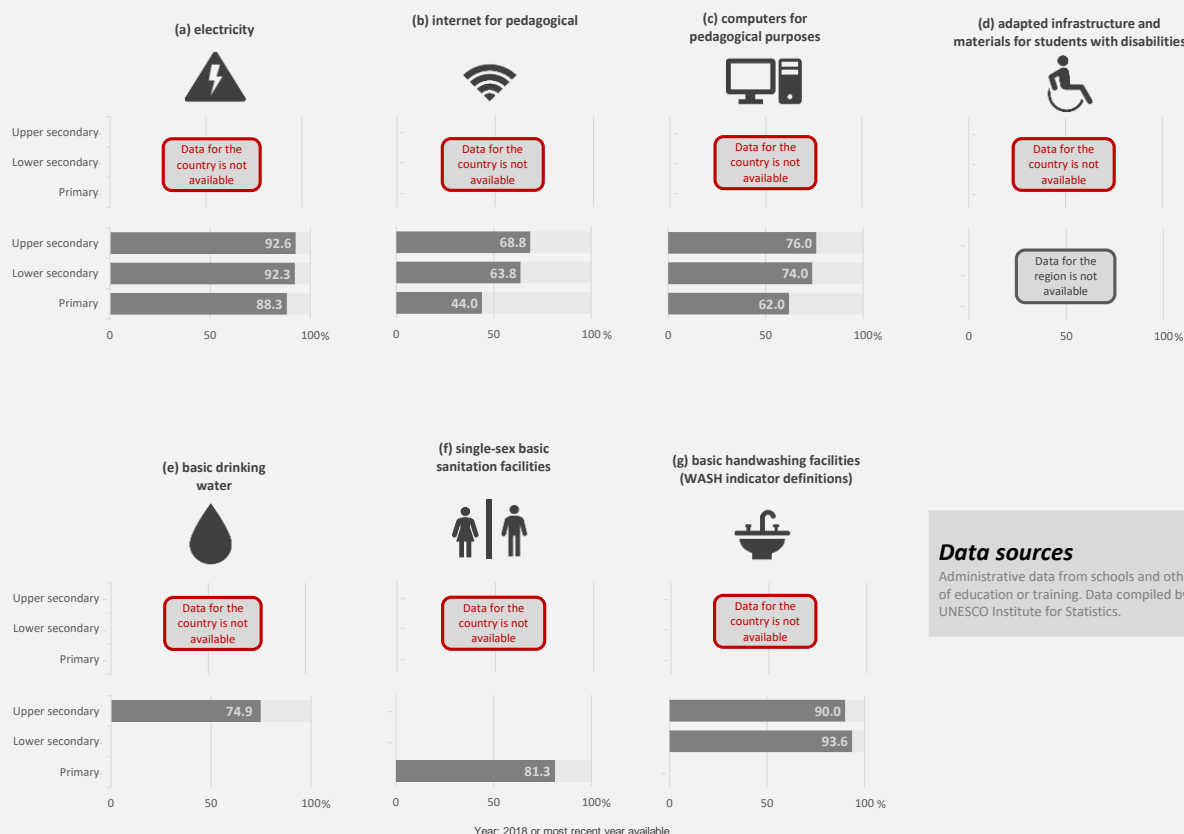 (a) electricity
(b) internet for pedagogical
(c) computers for
pedagogical purposes
(d) adapted infrastructure and
materials for students with disabilities
Upper secondary
Lower secondary
Primary
Data for the
country is not
available
Data for the
country is not
available
Data for the
country is not
available
Data for the
country is not
available
Upper secondary
Lower secondary
Primary
92.6
92.3
88.3
0 50 100%
68.8
63.8
44.0
0 50 100%
76.0
74.0
62.0
0 50 100%
Data for the
region is not
available
0 50 100%
(e) basic drinking
water
(f) single-sex basic
sanitation facilities
(g) basic handwashing facilities
(WASH indicator definitions)
Upper secondary
Lower secondary
Primary
Data for the
country is not
available
Data for the
country is not
available
Data for the
country is not
available
Data sources
Administrative data from schools and oth
of education or training. Data compiled b
UNESCO Institute for Statistics.
Upper secondary
Lower secondary
Primary
74.9
0 50 100%
81.3
0 50 100%
90.0
93.6
0 50 100%
Year: 2018 or most recent year available